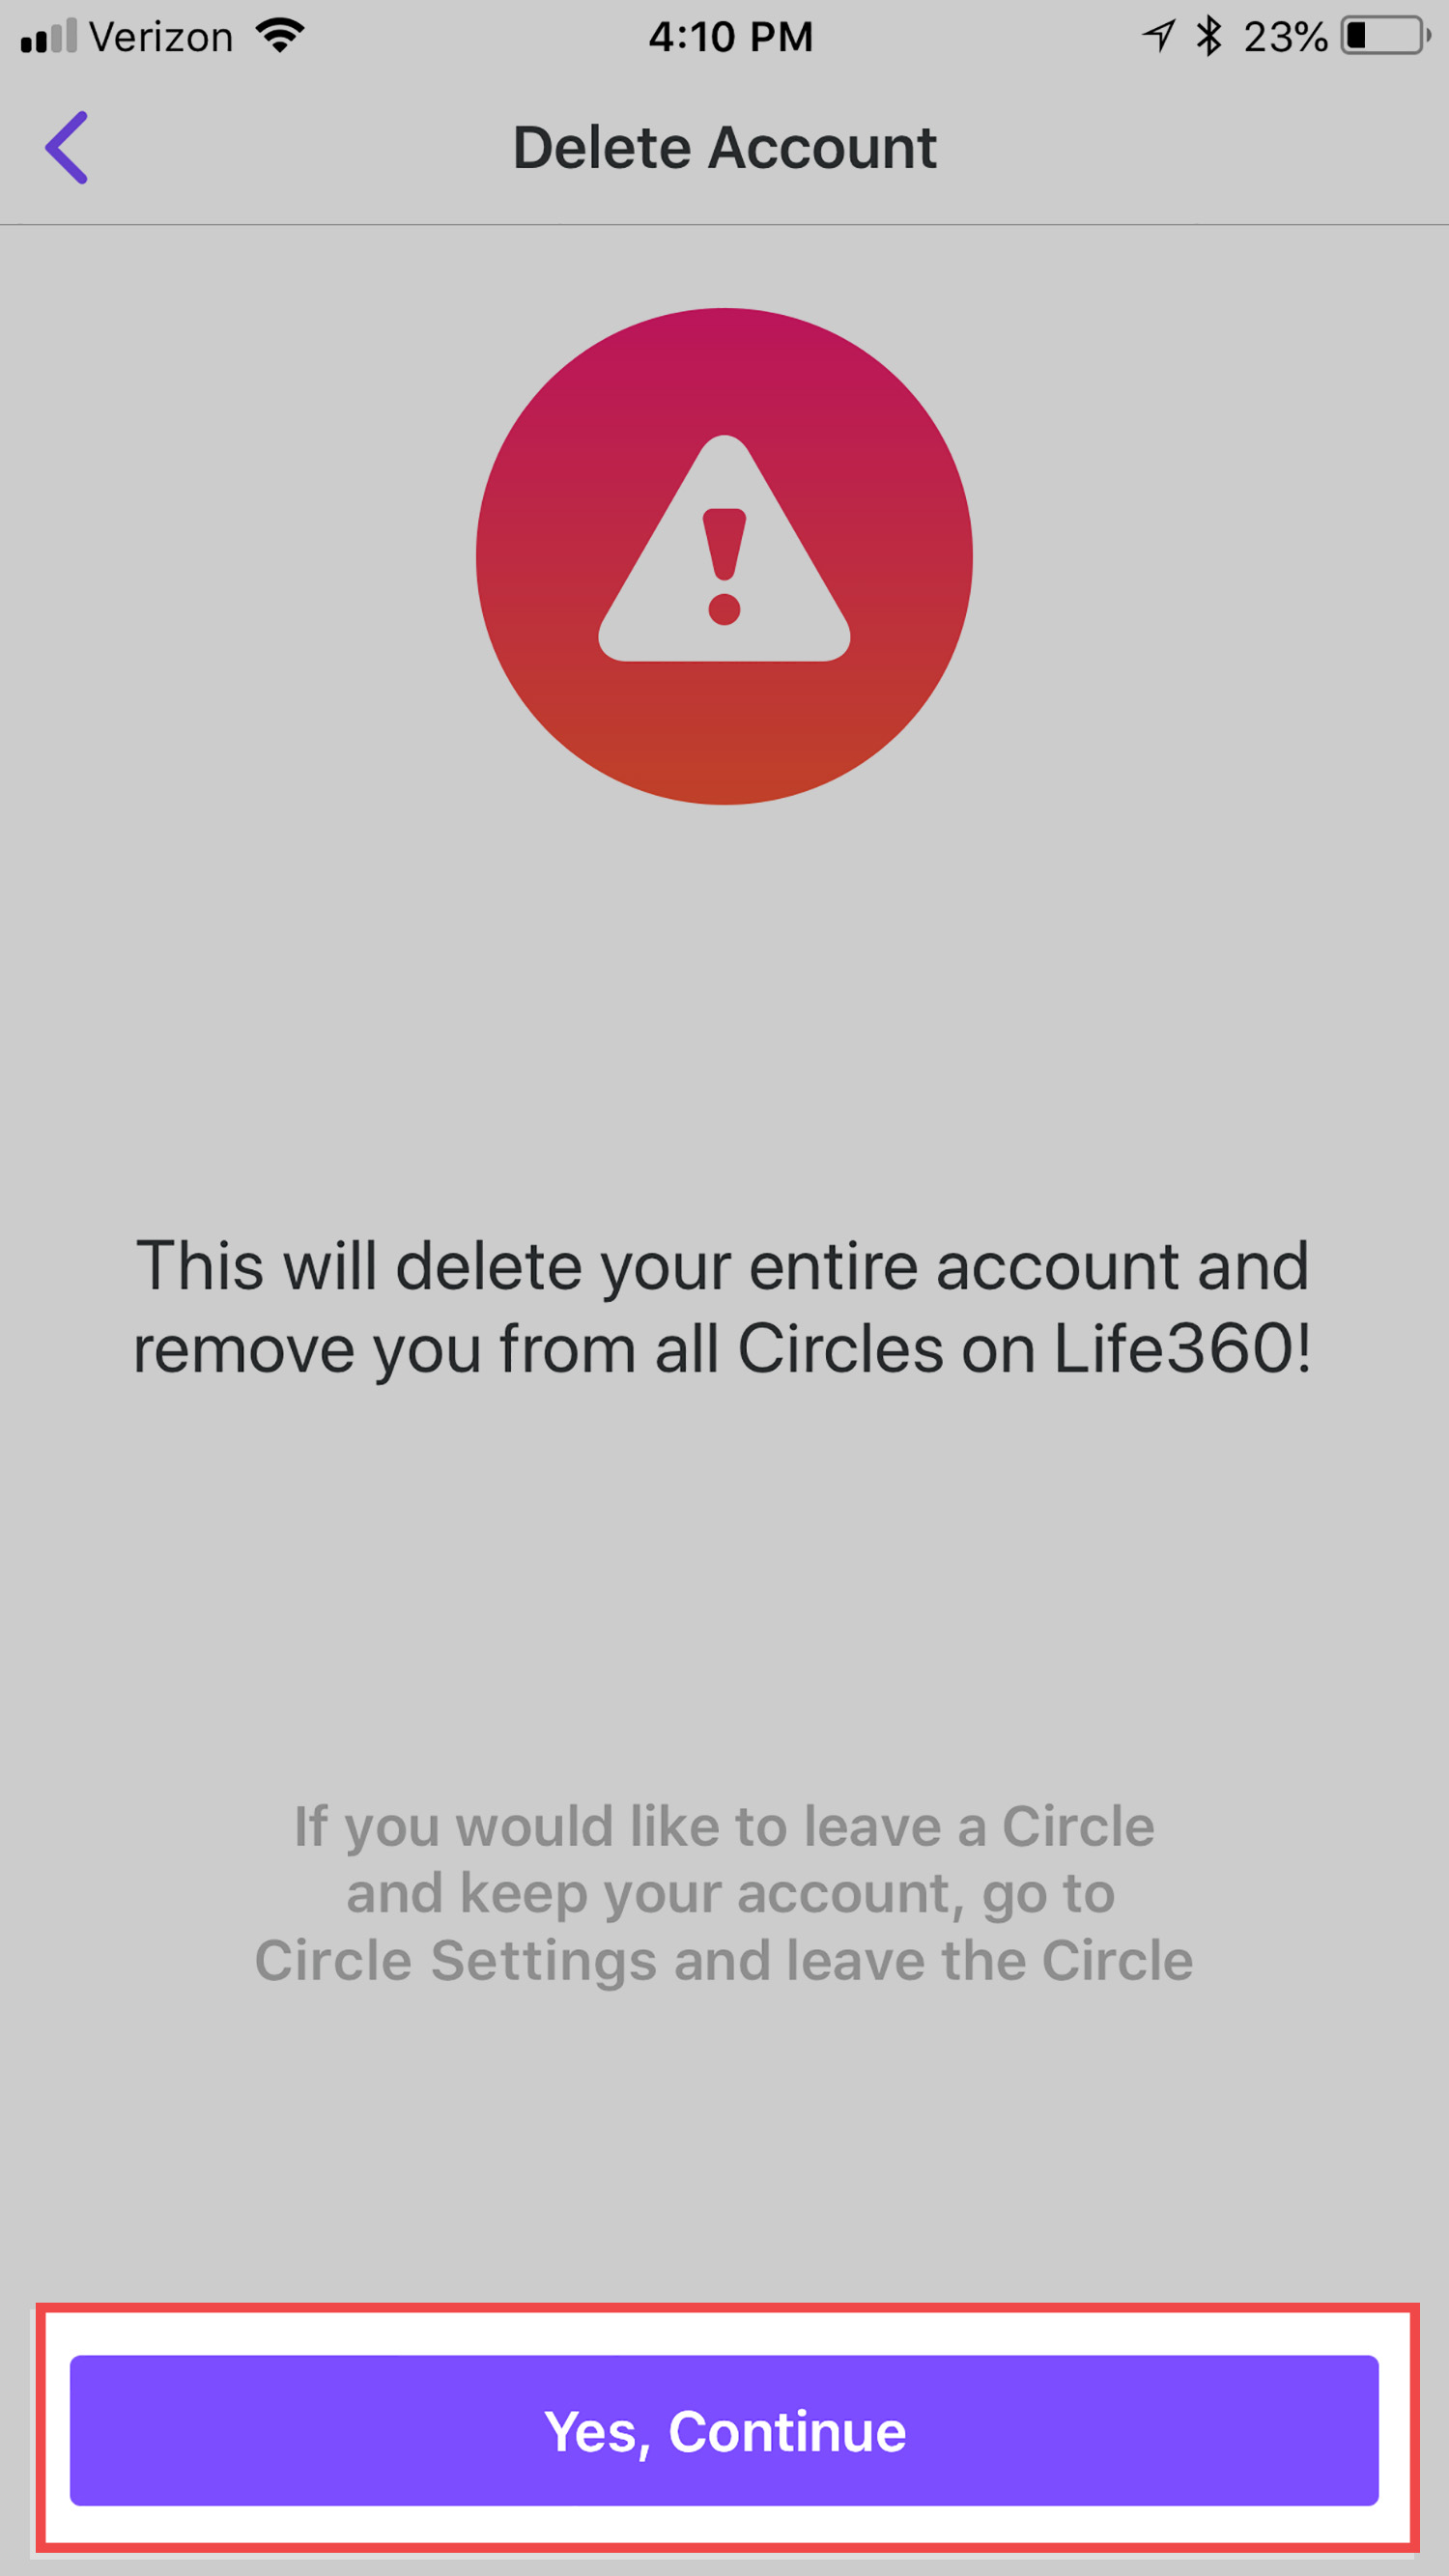 Verizon 4:10 PM 23%
Delete Account
This will delete your entire account and
remove you from all Circles on Life360!
If you would like to leave a Circle
and keep your account, go to
Circle Settings and leave the Circle
Yes, Continue